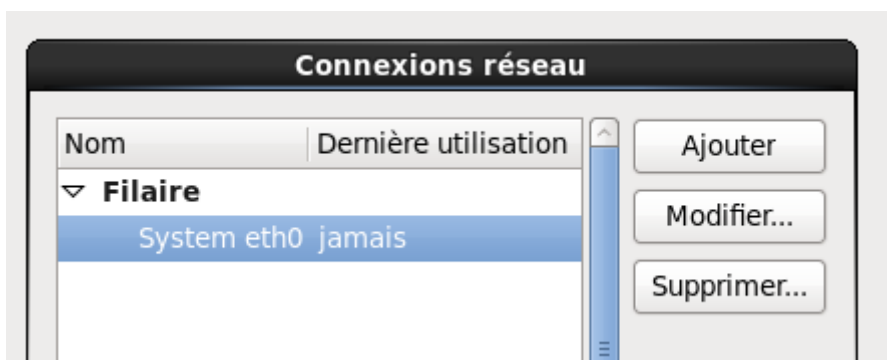 Connexions réseau
Nom Dernière utilisation
Ajouter
Filaire
Modifier...
System eth0 jamais
Supprimer...